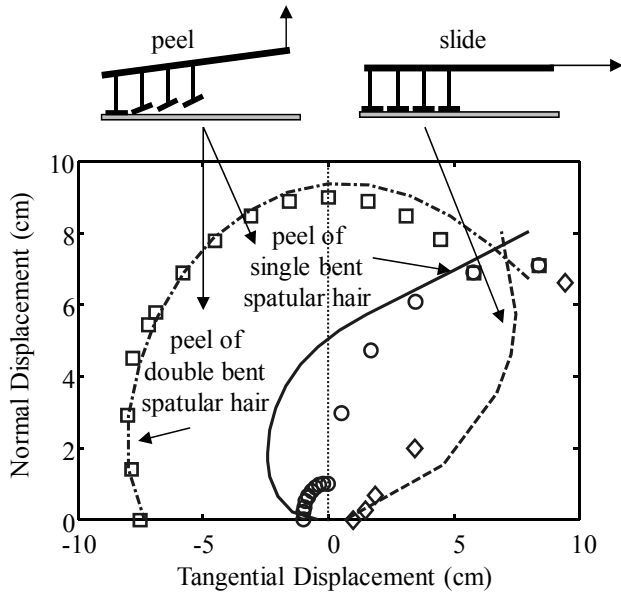 peel
slide
Normal Displacement (cm)
10
8
6
4
2
0
peel of
single bent
spatular hair
peel of
double bent
spatular hair
-10
-5
0
5
10
Tangential Displacement (cm)